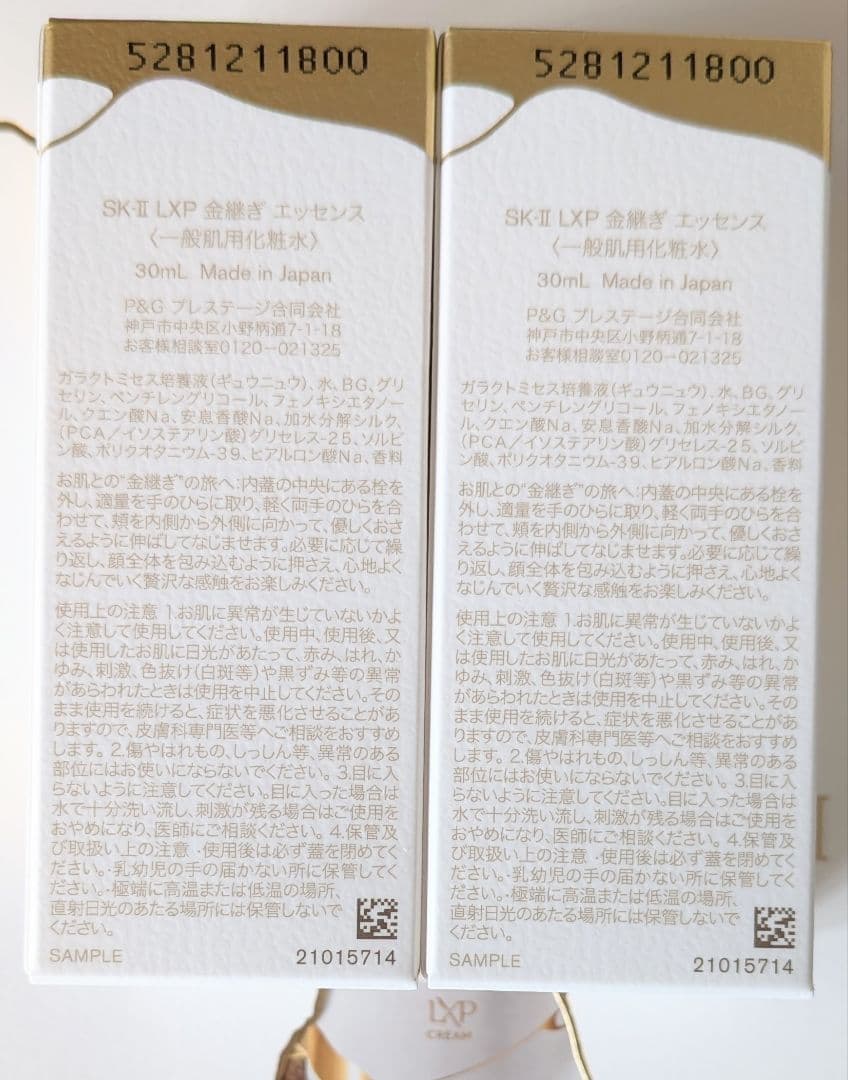 5281212111800
SK-II LXP 金継ぎ エッセンス
〈一般肌用化粧水〉
30mL Made in Japan
P&G プレステージ合同会社
神戸市中央区小野柄通7-1-18
お客様相談室0120-021325
ガラクトミセス培養液(ギュウニュウ)、水、BG、グリ
セリン、ペンチレングリコール、フェノキシエタノー
ル、クエン酸Na、安息香酸Na、加水分解シルク、
(PCA/イソステアリン酸)グリセレス-25、ソルビ
ン酸、ポリクオタニウム-39、ヒアルロン酸Na、香料
お肌との"金継ぎ"の旅へ:内蓋の中央にある栓を
外し、適量を手のひらに取り、軽く両手のひらを合
わせて、頬を内側から外側に向かって、優しくおさ
えるように伸ばしてなじませます。必要に応じて繰
り返し、顔全体を包み込むように押さえ、心地よく
なじんでいく贅沢な感触をお楽しみください。
使用上の注意 1.お肌に異常が生じていないかよ
く注意して使用してください。使用中、使用後、又
は使用したお肌に日光があたって、赤み、はれ、か
ゆみ、刺激、色抜け(白斑等)や黒ずみ等の異常
があらわれたときは使用を中止してください。その
まま使用を続けると、症状を悪化させることがあ
りますので、皮膚科専門医等へご相談をおすすめ
します。 2.傷やはれもの、しっしん等、異常のある
部位にはお使いにならないでください。 3.目に入
らないように注意してください。目に入った場合は
水で十分洗い流し、刺激が残る場合はご使用を
おやめになり、医師にご相談ください。 4.保管及
び取扱い上の注意 ・使用後は必ず蓋を閉めてく
ださい。・乳幼児の手の届かない所に保管してく
ださい。・極端に高温または低温の場所、
直射日光のあたる場所には保管しないで
ください。
SAMPLE 21015714
5281211800
SK-II LXP 金継ぎ エッセンス
〈一般肌用化粧水〉
30mL Made in Japan
P&G プレステージ合同会社
神戸市中央区小野柄通7-1-18
お客様相談室0120-021325
ガラクトミセス培養液(ギュウニュウ)、水、BG、グリ
セリン、ペンチレングリコール、フェノキシエタノー
ル、クエン酸Na、安息香酸Na、加水分解シルク、
(PCA/イソステアリン酸)グリセレス-25、ソルビ
ン酸、ポリクオタニウム-39、ヒアルロン酸Na、香料
お肌との"金継ぎ"の旅へ:内蓋の中央にある栓を
外し、適量を手のひらに取り、軽く両手のひらを合
わせて、頬を内側から外側に向かって、優しくおさ
えるように伸ばしてなじませます。必要に応じて繰
り返し、顔全体を包み込むように押さえ、心地よく
なじんでいく贅沢な感触をお楽しみください。
使用上の注意 1.お肌に異常が生じていないかよ
く注意して使用してください。使用中、使用後、又
は使用したお肌に日光があたって、赤み、はれ、か
ゆみ、刺激、色抜け(白斑等)や黒ずみ等の異常
があらわれたときは使用を中止してください。その
まま使用を続けると、症状を悪化させることがあ
りますので、皮膚科専門医等へご相談をおすすめ
します。 2.傷やはれもの、しっしん等、異常のある
部位にはお使いにならないでください。 3.目に入
らないように注意してください。目に入った場合は
水で十分洗い流し、刺激が残る場合はご使用を
おやめになり、医師にご相談ください。 4.保管及
び取扱い上の注意 ・使用後は必ず蓋を閉めてく
ださい。・乳幼児の手の届かない所に保管してく
ださい。・極端に高温または低温の場所、
直射日光のあたる場所には保管しないで
ください。
SAMPLE 21015714
LXP
CREAM